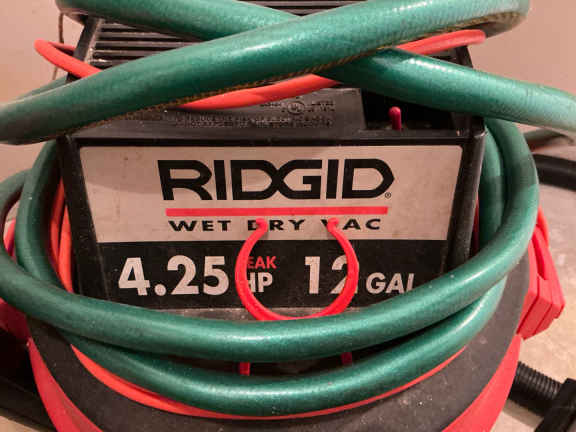 RIDGID®
WET DRY VAC
4.25 PEAK HP 12 GAL